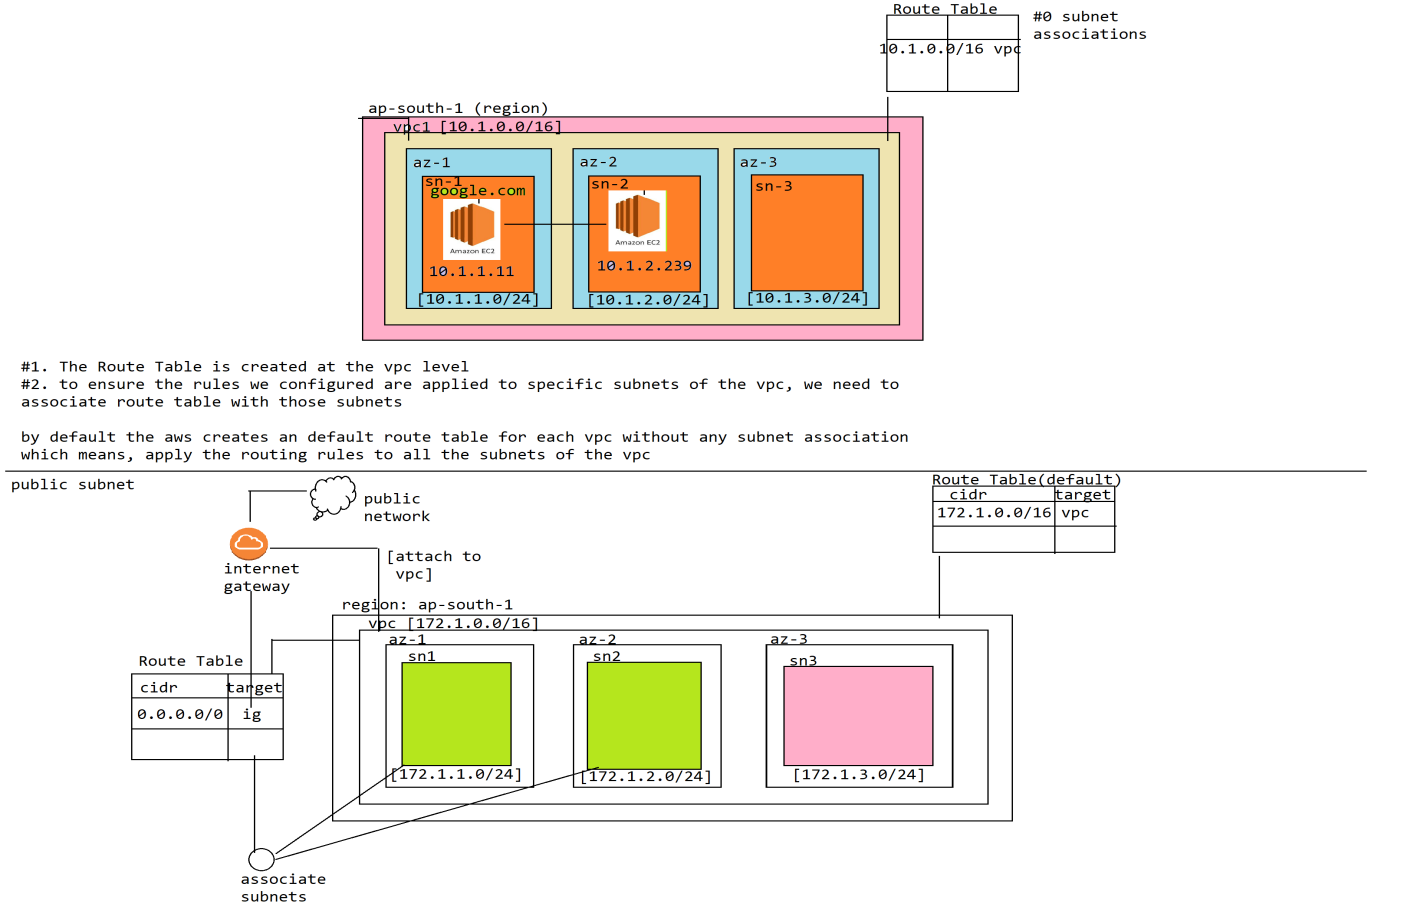 Route Table
#0 subnet
associations
10.1.0.0/16 vpc
ap-south-1 (region)
vpc1 [10.1.0.0/16]
az-1
az-2
az-3
sn-1
sn-2
sn-3
google.com
Amazon EC2
Amazon EC2
10.1.1.11
10.1.2.239
[10.1.1.0/24]
[10.1.2.0/24]
[10.1.3.0/24]
#1. The Route Table is created at the vpc level
#2. to ensure the rules we configured are applied to specific subnets of the vpc, we need to
associate route table with those subnets
by default the aws creates an default route table for each vpc without any subnet association
which means, apply the routing rules to all the subnets of the vpc
public subnet
public
network
Route Table(default)
cidr target
172.1.0.0/16 vpc
internet
gateway
[attach to
vpc]
region: ap-south-1
vpc [172.1.0.0/16]
az-1
az-2
az-3
sn1
sn2
sn3
Route Table
cidr target
0.0.0.0/0 ig
[172.1.1.0/24]
[172.1.2.0/24]
[172.1.3.0/24]
associate
subnets